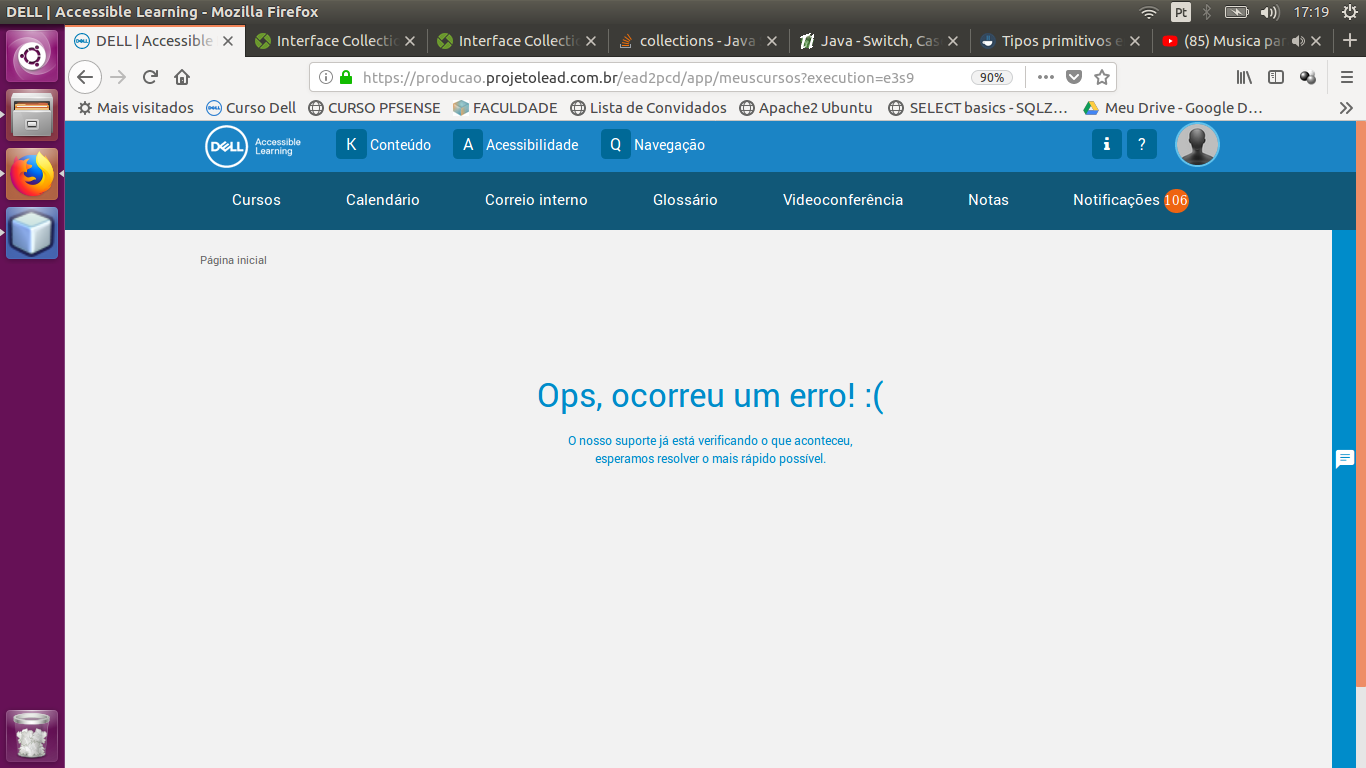 DELL | Accessible Learning - Mozilla Firefox
Pt
17:19
DELL | Accessible
Interface Collectio
Interface Collectio
collections - Java
Java - Switch, Cas
Tipos primitivos e
(85) Musica par
https://producao.projetolead.com.br/ead2pcd/app/meuscursos?execution=e3s9
90%
Mais visitados
Curso Dell
CURSO PFSENSE
FACULDADE
Lista de Convidados
Apache2 Ubuntu
SELECT basics - SQLZ...
Meu Drive - Google D...
DELL Accessible Learning
K Conteúdo
A Acessibilidade
Q Navegação
i
?
Cursos
Calendário
Correio interno
Glossário
Videoconferência
Notas
Notificações 106
Página inicial
Ops, ocorreu um erro! :(
O nosso suporte já está verificando o que aconteceu,
esperamos resolver o mais rápido possível.